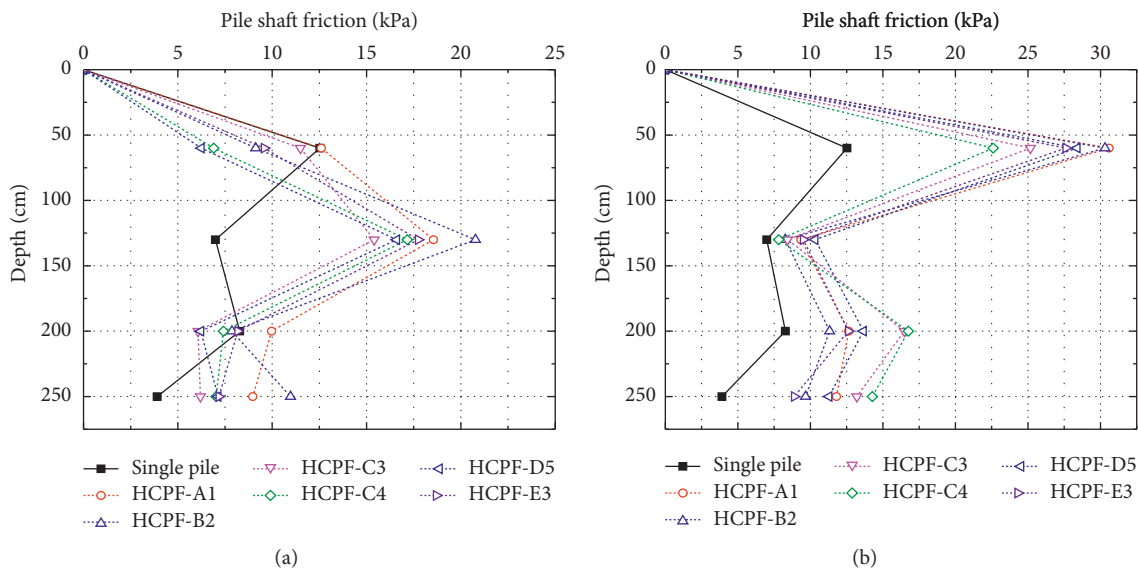 Pile shaft friction (kPa)
0 5 10 15 20 25
0
50
100
150
200
250
Depth (cm)
Single pile HCPF-C3 HCPF-D5
HCPF-A1 HCPF-C4 HCPF-E3
HCPF-B2
(a)
Pile shaft friction (kPa)
0 5 10 15 20 25 30
0
50
100
150
200
250
Depth (cm)
Single pile HCPF-C3 HCPF-D5
HCPF-A1 HCPF-C4 HCPF-E3
HCPF-B2
(b)